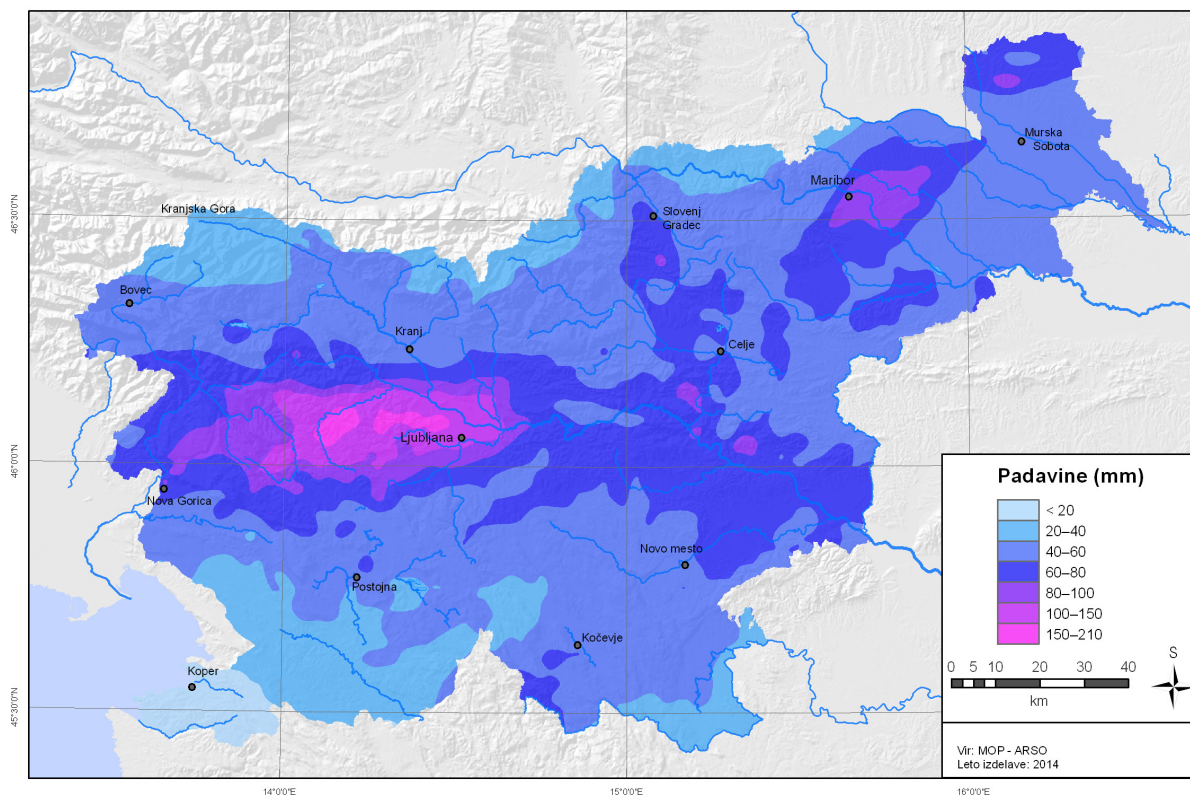 Murska
Sobota
Maribor
Kranjska Gora
Slovenj
Gradec
46°30'0"N
Bovec
Kranj
Celje
Ljubljana
46°0'0"N
Nova Gorica
Novo mesto
Postojna
Kočevje
Koper
45°30'0"N
Padavine (mm)
< 20
20–40
40–60
60–80
80–100
100–150
150–210
S
0 5 10 20 30 40
km
Vir: MOP - ARSO
Leto izdelave: 2014
14°0'0"E
15°0'0"E
16°0'0"E